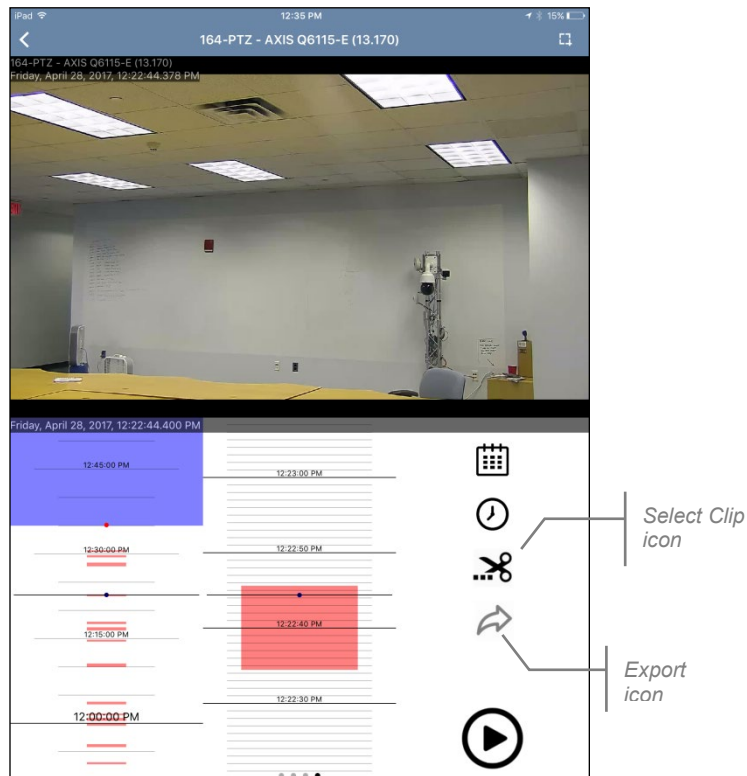 iPad
12:35 PM
15%
164-PTZ - AXIS Q6115-E (13.170)
164-PTZ - AXIS Q6115-E (13.170)
Friday, April 28, 2017, 12:22:44.378 PM
Friday, April 28, 2017, 12:22:44.400 PM
12:45:00 PM
12:23:00 PM
Select Clip
icon
12:30:00 PM
12:22:50 PM
12:22:40 PM
12:15:00 PM
Export
icon
12:22:30 PM
12:00:00 PM